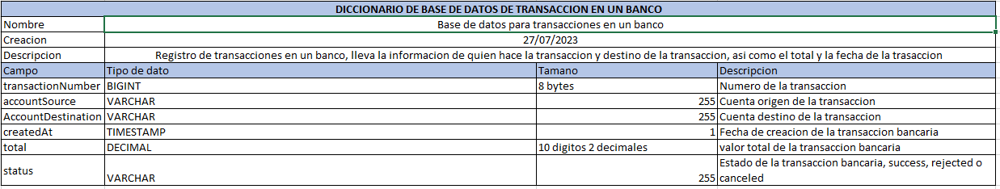 DICCIONARIO DE BASE DE DATOS DE TRANSACCION EN UN BANCO
Nombre Base de datos para transacciones en un banco
Creacion 27/07/2023
Descripcion Registro de transacciones en un banco, lleva la informacion de quien hace la transaccion y destino de la transaccion, asi como el total y la fecha de la trasaccion
Campo Tipo de dato Tamano Descripcion
transactionNumber BIGINT 8 bytes Numero de la transaccion
accountSource VARCHAR 255 Cuenta origen de la transaccion
AccountDestination VARCHAR 255 Cuenta destino de la transaccion
createdAt TIMESTAMP 1 Fecha de creacion de la transaccion bancaria
total DECIMAL 10 digitos 2 decimales valor total de la transaccion bancaria
status VARCHAR 255 Estado de la transaccion bancaria, success, rejected o
canceled